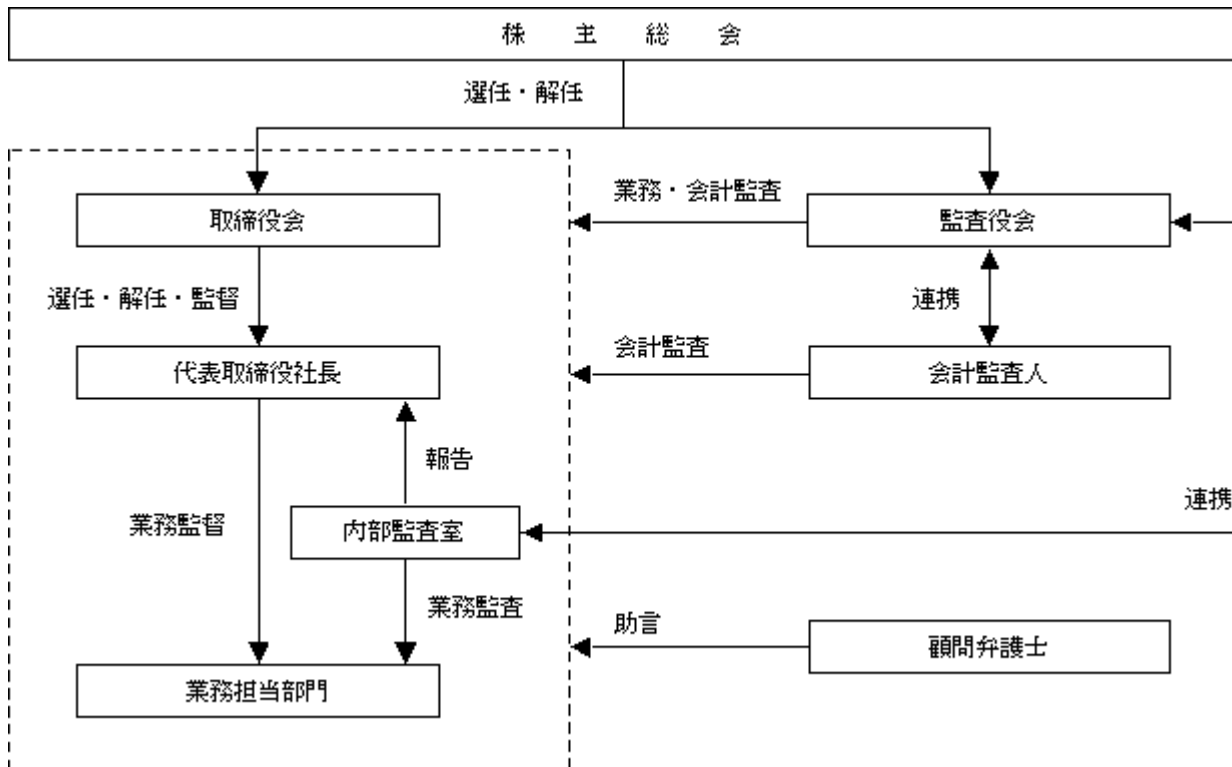 株主総会
選任・解任
業務・会計監査
取締役会
監査役会
選任・解任・監督
連携
会計監査
代表取締役社長
会計監査人
報告
連携
業務監督
内部監査室
業務監査
助言
顧問弁護士
業務担当部門